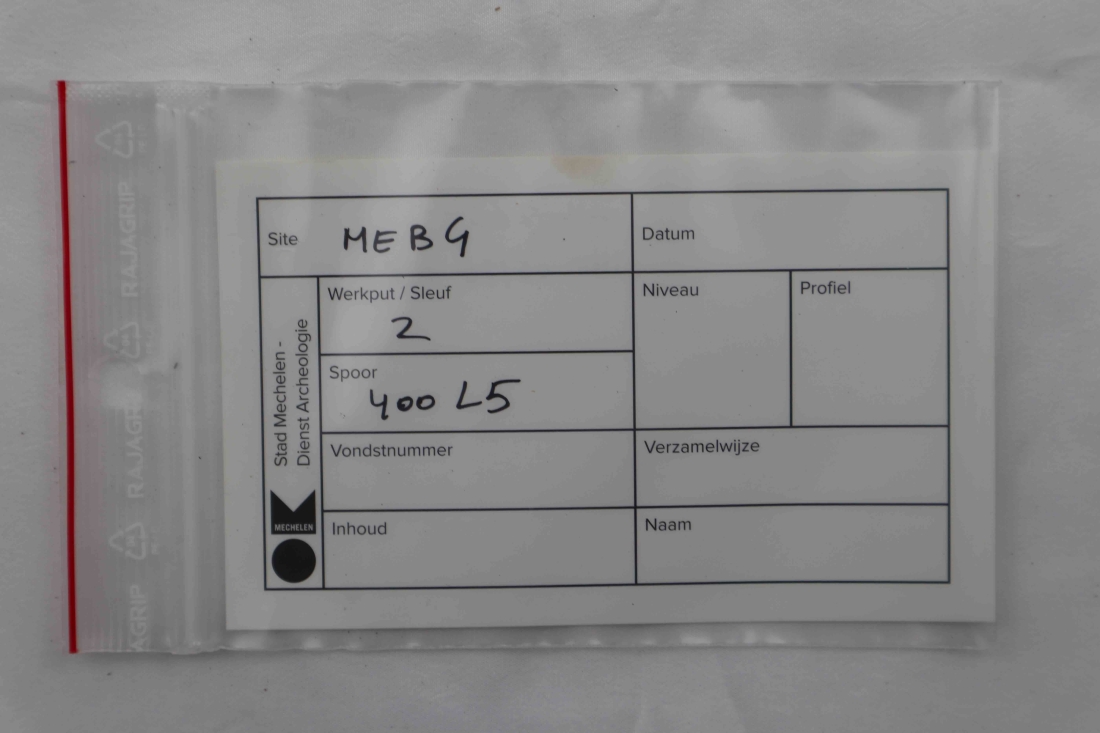 Site MEBG
Datum
Werkput / Sleuf
2
Niveau
Profiel
Spoor
400 L5
Vondstnummer
Verzamelwijze
Inhoud
Naam
Stad Mechelen -
Dienst Archeologie
MECHELEN
RAJAGRIP
RAJAGRIP
AGRIP